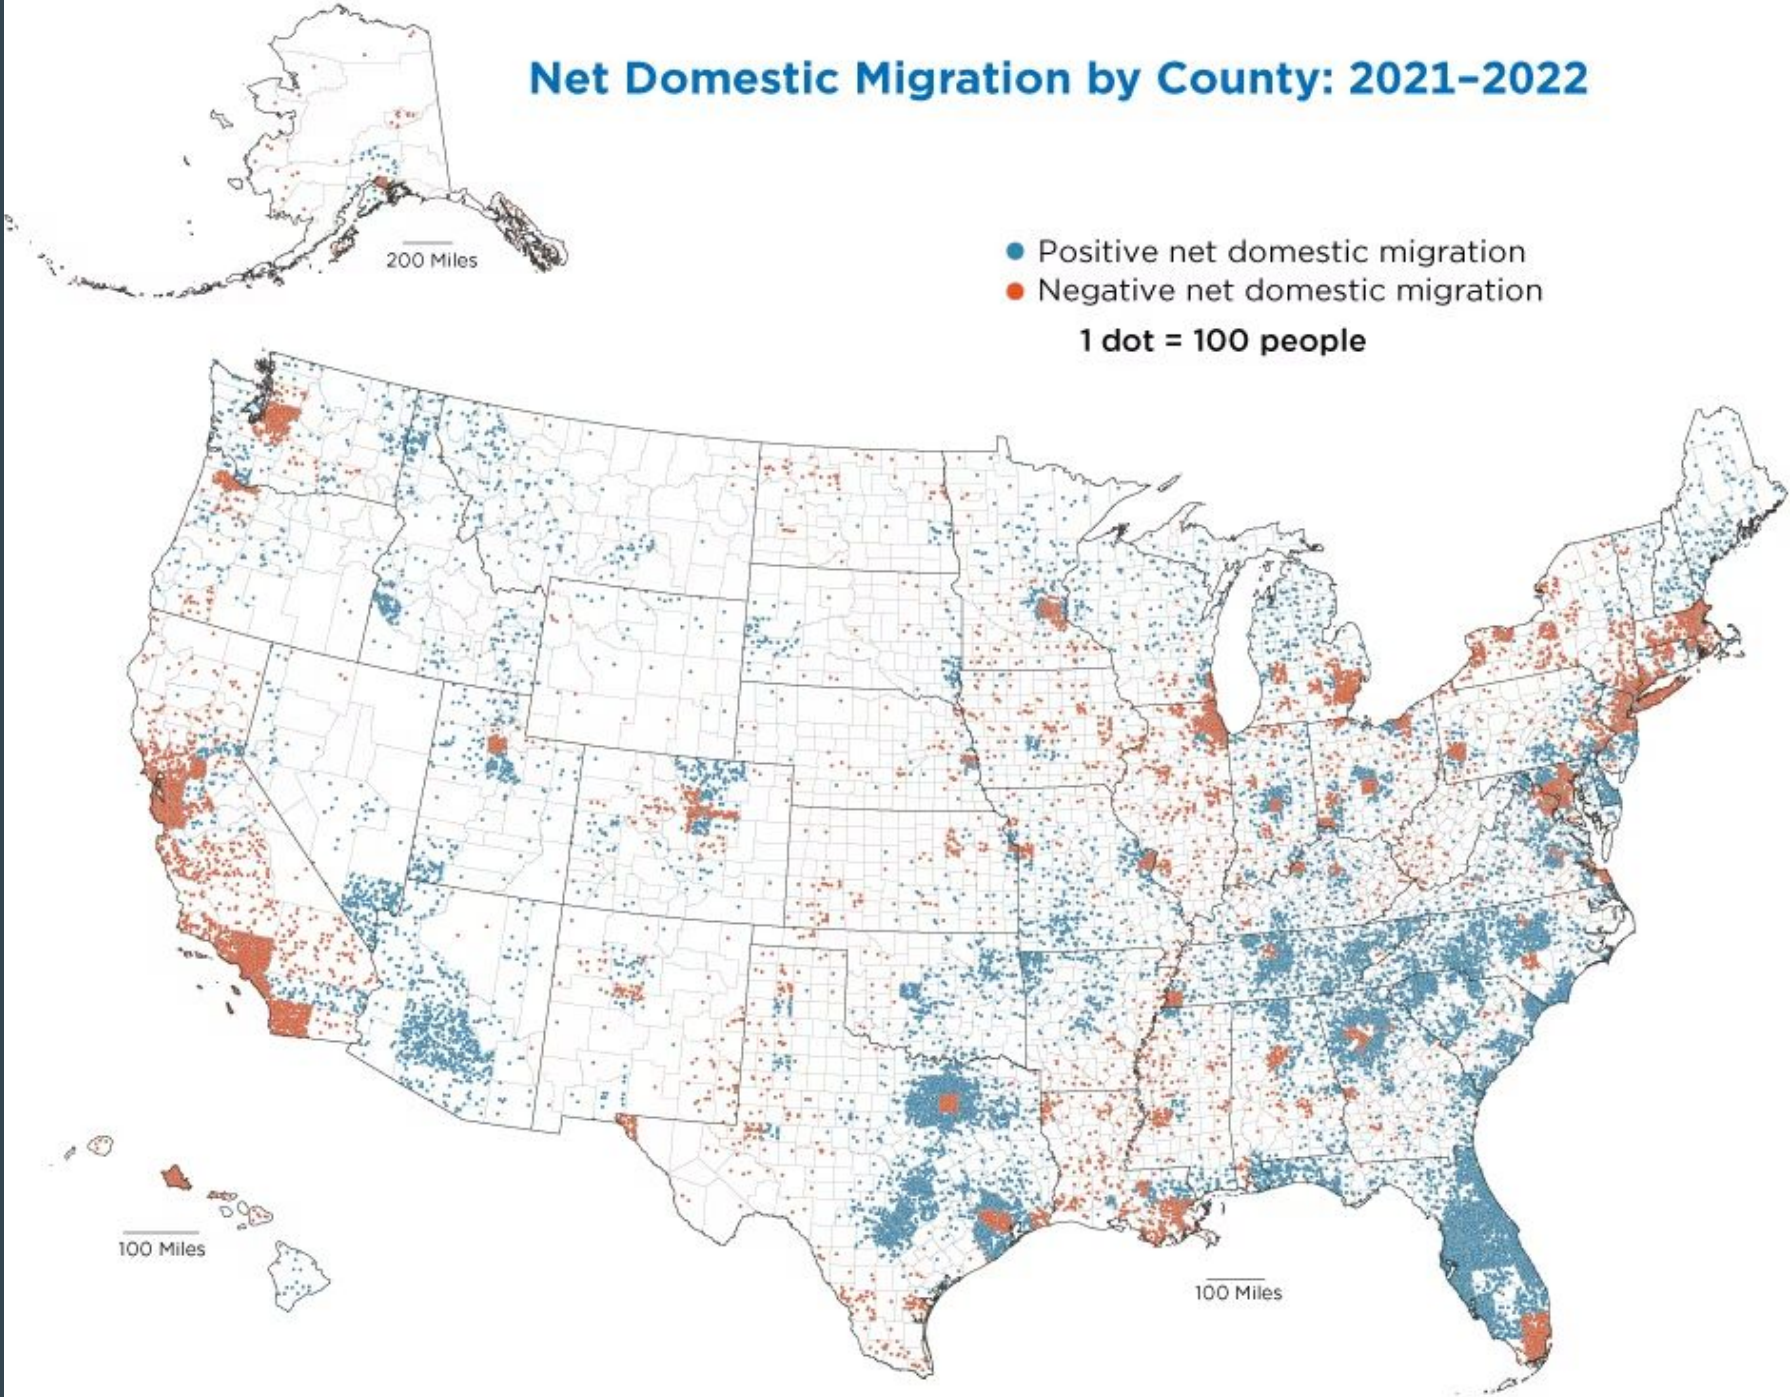 Net Domestic Migration by County: 2021–2022
Positive net domestic migration
Negative net domestic migration
1 dot = 100 people
200 Miles
100 Miles
100 Miles